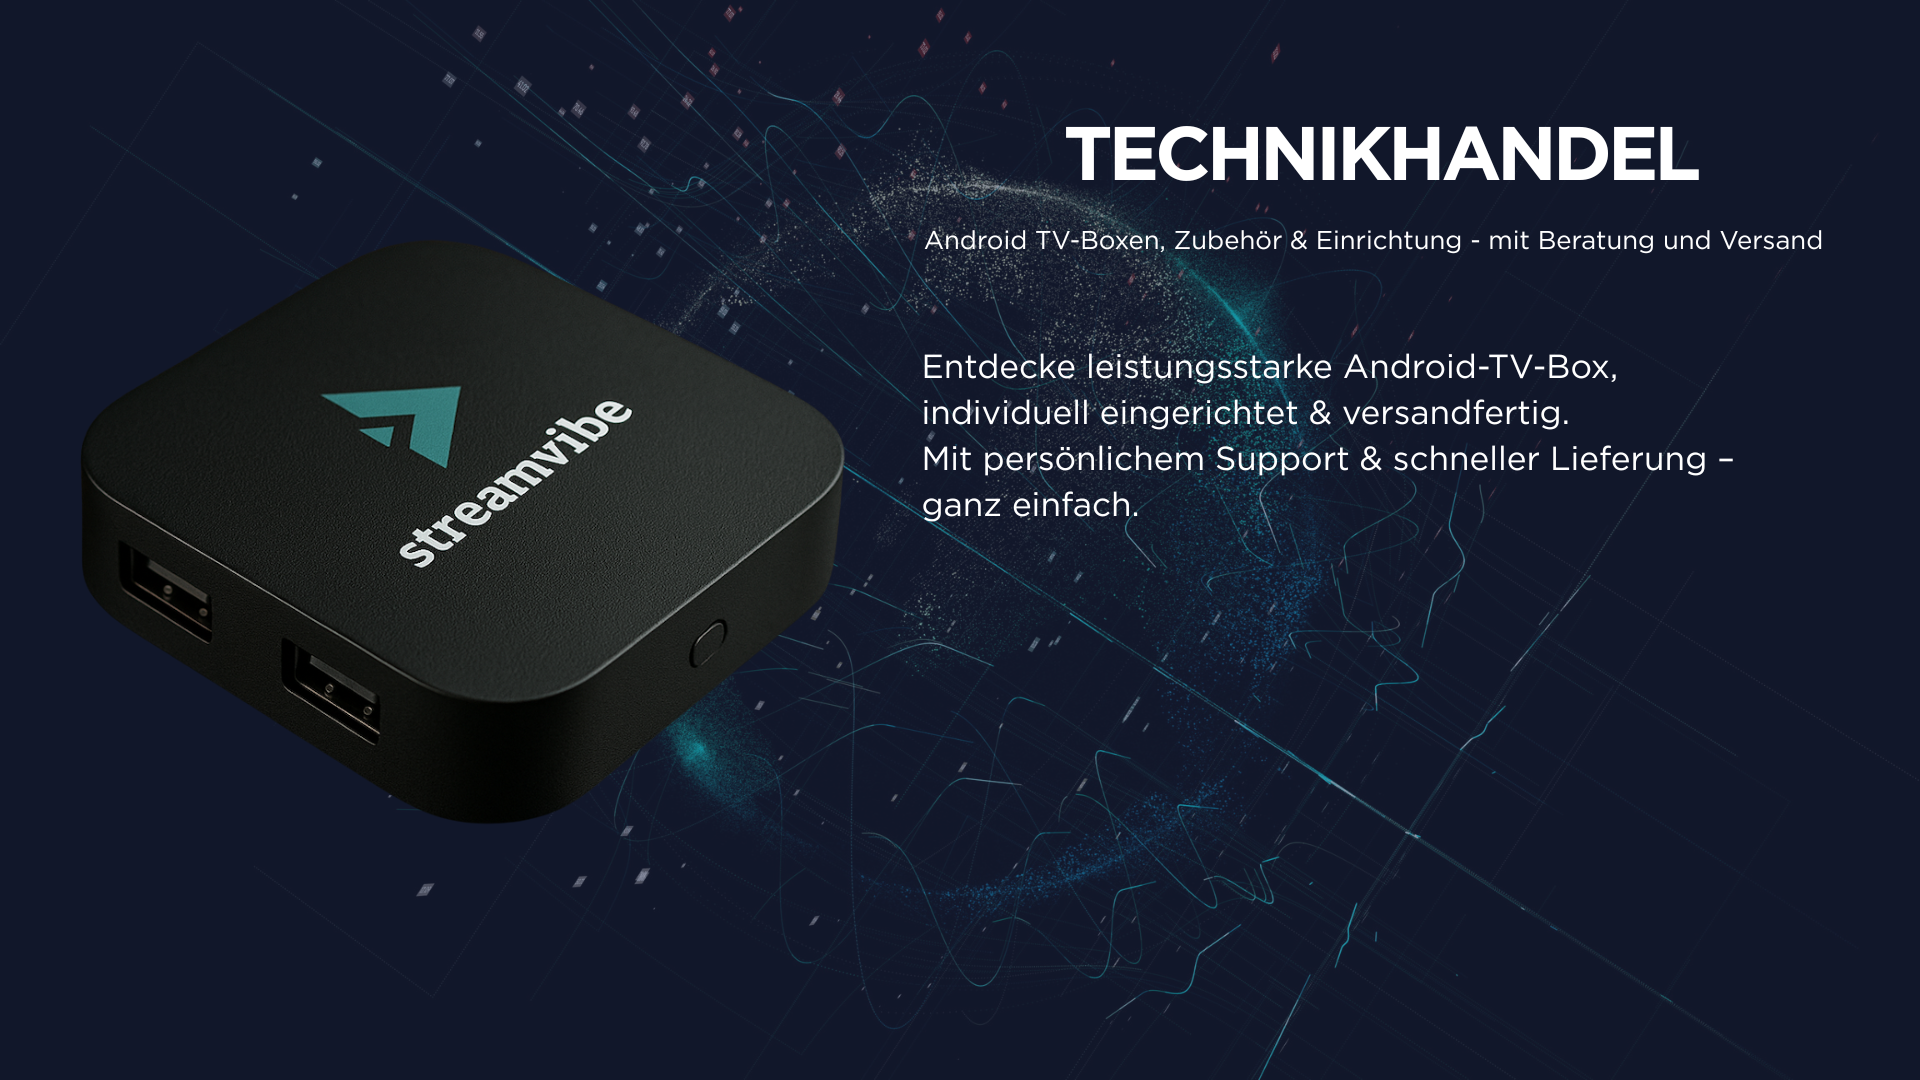 TECHNIKHANDEL
Android TV-Boxen, Zubehör & Einrichtung - mit Beratung und Versand
Entdecke leistungsstarke Android-TV-Box,
individuell eingerichtet & versandfertig.
Mit persönlichem Support & schneller Lieferung –
ganz einfach.
streamvibe